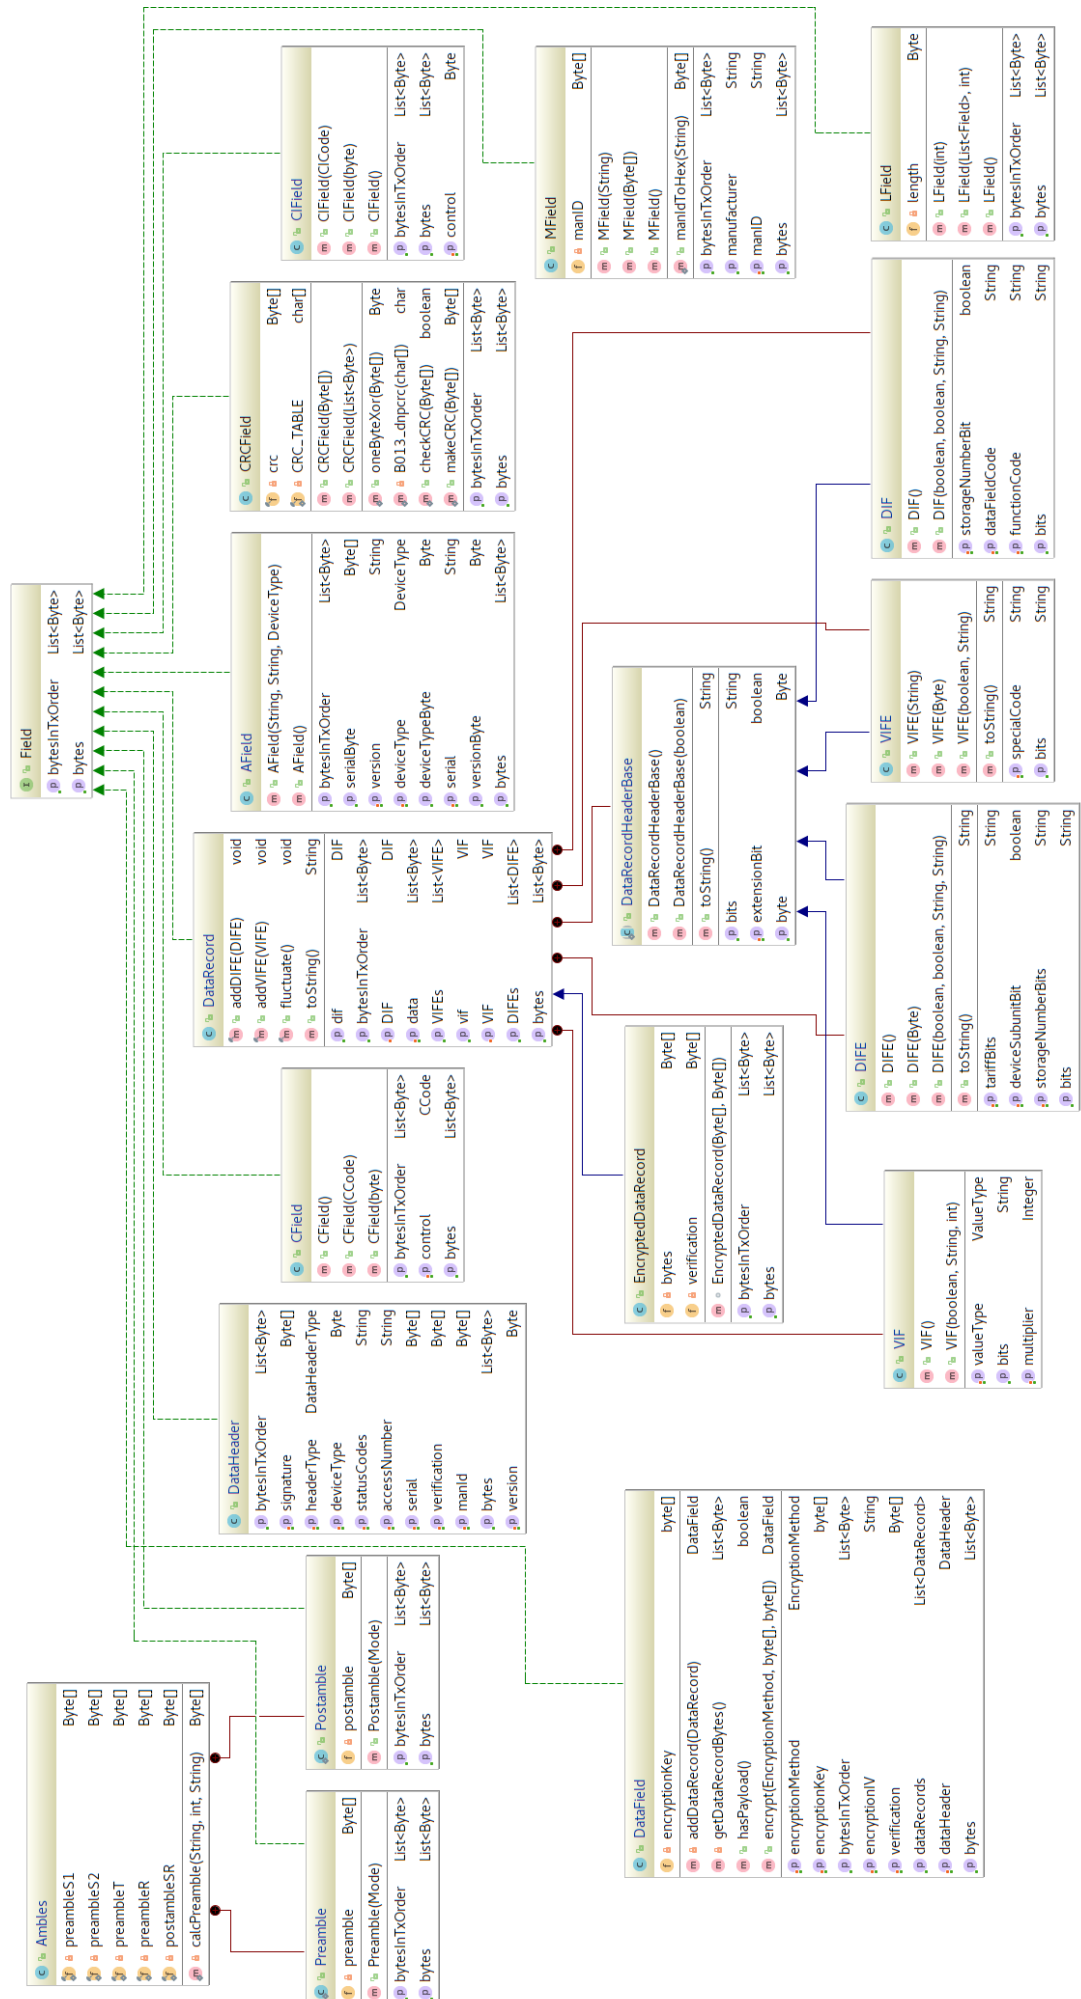 Field
bytesInTxOrder List<Byte>
bytes List<Byte>
Ambles
preambleS1 Byte[]
preambleS2 Byte[]
preambleT Byte[]
preambleR Byte[]
postambleSR Byte[]
calcPreamble(String, int, String) Byte[]
Preamble
preamble Byte[]
Preamble(Mode)
bytesInTxOrder List<Byte>
bytes List<Byte>
Postamble
postamble Byte[]
Postamble(Mode)
bytesInTxOrder List<Byte>
bytes List<Byte>
DataHeader
bytesInTxOrder List<Byte>
signature Byte[]
headerType DataHeaderType
deviceType Byte
statusCodes String
accessNumber String
serial Byte[]
verification Byte[]
manId Byte[]
bytes List<Byte>
version Byte
CField
CField()
CField(CCode)
CField(byte)
bytesInTxOrder List<Byte>
control CCode
bytes List<Byte>
DataRecord
addDIFE(DIFE) void
addVIFE(VIFE) void
fluctuate() void
toString() String
dif DIF
bytesInTxOrder List<Byte>
DIF DIF
data List<Byte>
VIFEs List<VIFE>
vif VIF
VIF VIF
DIFEs List<DIFE>
bytes List<Byte>
AField
AField(String, String, DeviceType)
AField()
bytesInTxOrder List<Byte>
serialByte Byte[]
version String
deviceType DeviceType
deviceTypeByte Byte
serial String
versionByte Byte
bytes List<Byte>
CRCField
crc Byte[]
CRC_TABLE char[]
CRCField(Byte[])
CRCField(List<Byte>)
oneByteXor(Byte[]) Byte
B013_dnpcrc(char[]) char
checkCRC(Byte[]) boolean
makeCRC(Byte[]) Byte[]
bytesInTxOrder List<Byte>
bytes List<Byte>
CIField
CIField(CICode)
CIField(byte)
CIField()
bytesInTxOrder List<Byte>
bytes List<Byte>
control Byte
MField
manID Byte[]
MField(String)
MField(Byte[])
MField()
manIdToHex(String) Byte[]
bytesInTxOrder List<Byte>
manufacturer String
manID String
bytes List<Byte>
DataField
encryptionKey byte[]
addDataRecord(DataRecord) DataField
getDataRecordBytes() List<Byte>
hasPayload() boolean
encrypt(EncryptionMethod, byte[], byte[]) DataField
encryptionMethod EncryptionMethod
encryptionKey byte[]
bytesInTxOrder List<Byte>
encryptionIV String
verification Byte[]
dataRecords List<DataRecord>
dataHeader DataHeader
bytes List<Byte>
EncryptedDataRecord
bytes Byte[]
verification Byte[]
EncryptedDataRecord(Byte[], Byte[])
bytesInTxOrder List<Byte>
bytes List<Byte>
DataRecordHeaderBase
DataRecordHeaderBase()
DataRecordHeaderBase(boolean)
toString() String
bits String
extensionBit boolean
byte Byte
VIF
VIF()
VIF(boolean, String, int)
valueType ValueType
bits String
multiplier Integer
DIFE
DIFE()
DIFE(Byte)
DIFE(boolean, boolean, String, String)
toString() String
tariffBits String
deviceSubunitBit boolean
storageNumberBits String
bits String
VIFE
VIFE(String)
VIFE(Byte)
VIFE(boolean, String)
toString() String
specialCode String
bits String
DIF
DIF()
DIF(boolean, boolean, String, String)
storageNumberBit boolean
dataFieldCode String
functionCode String
bits String
LField
length Byte
LField(int)
LField(List<Field>, int)
LField()
bytesInTxOrder List<Byte>
bytes List<Byte>